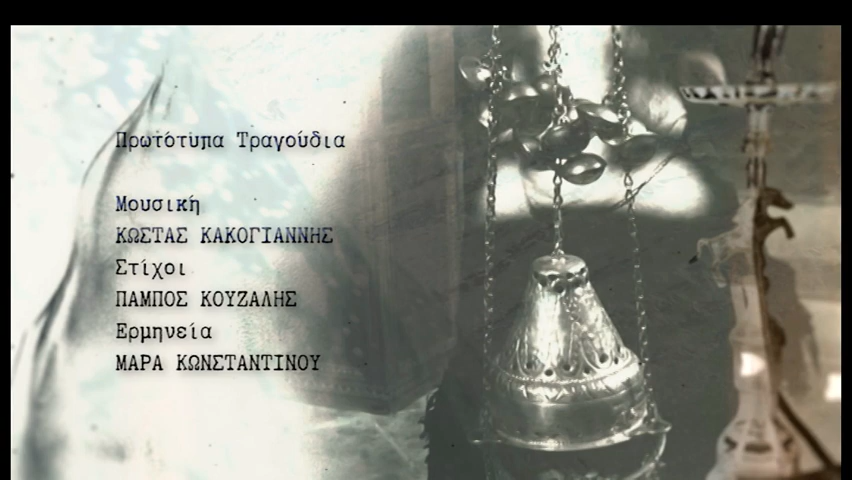 Πρωτότυπα Τραγούδια
Μουσική
ΚΩΣΤΑΣ ΚΑΚΟΓΙΑΝΝΗΣ
Στίχοι
ΠΑΜΠΟΣ ΚΟΥΖΑΛΗΣ
Ερμηνεία
ΜΑΡΑ ΚΩΝΣΤΑΝΤΙΝΟΥ